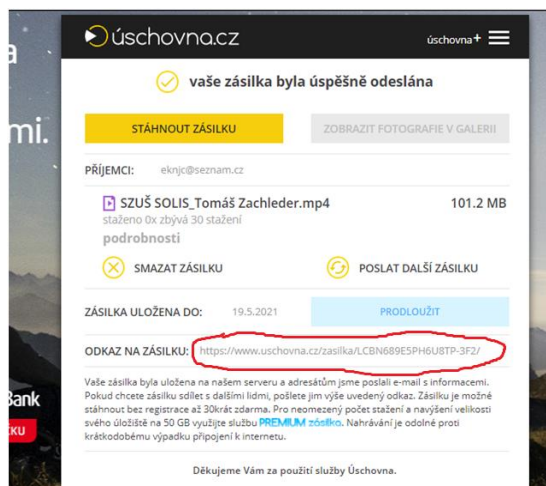 a
mi.
Bank
KU
úschovna.cz
úschovna+
vaše zásilka byla úspěšně odeslána
STÁHNOUT ZÁSILKU
ZOBRAZIT FOTOGRAFIE V GALERII
PŘÍJEMCI: eknjc@seznam.cz
SZUŠ SOLIS_Tomáš Zachleder.mp4 101.2 MB
staženo 0x zbývá 30 stažení
podrobnosti
SMAZAT ZÁSILKU
POSLAT DALŠÍ ZÁSILKU
ZÁSILKA ULOŽENA DO: 19.5.2021
PRODLOUŽIT
ODKAZ NA ZÁSILKU: https://www.uschovna.cz/zasilka/LCBN689E5PH6U8TP-3F2/
Vaše zásilka byla uložena na našem serveru a adresátům jsme poslali e-mail s informacemi.
Pokud chcete zásilku sdílet s dalšími lidmi, pošlete jim výše uvedený odkaz. Zásilku je možné
stáhnout bez registrace až 30krát zdarma. Pro neomezený počet stažení a navýšení velikosti
svého úložiště na 50 GB využijte službu PREMIUM zásilka. Nahrávání je odolné proti
krátkodobému výpadku připojení k internetu.
Děkujeme Vám za použití služby Úschovna.